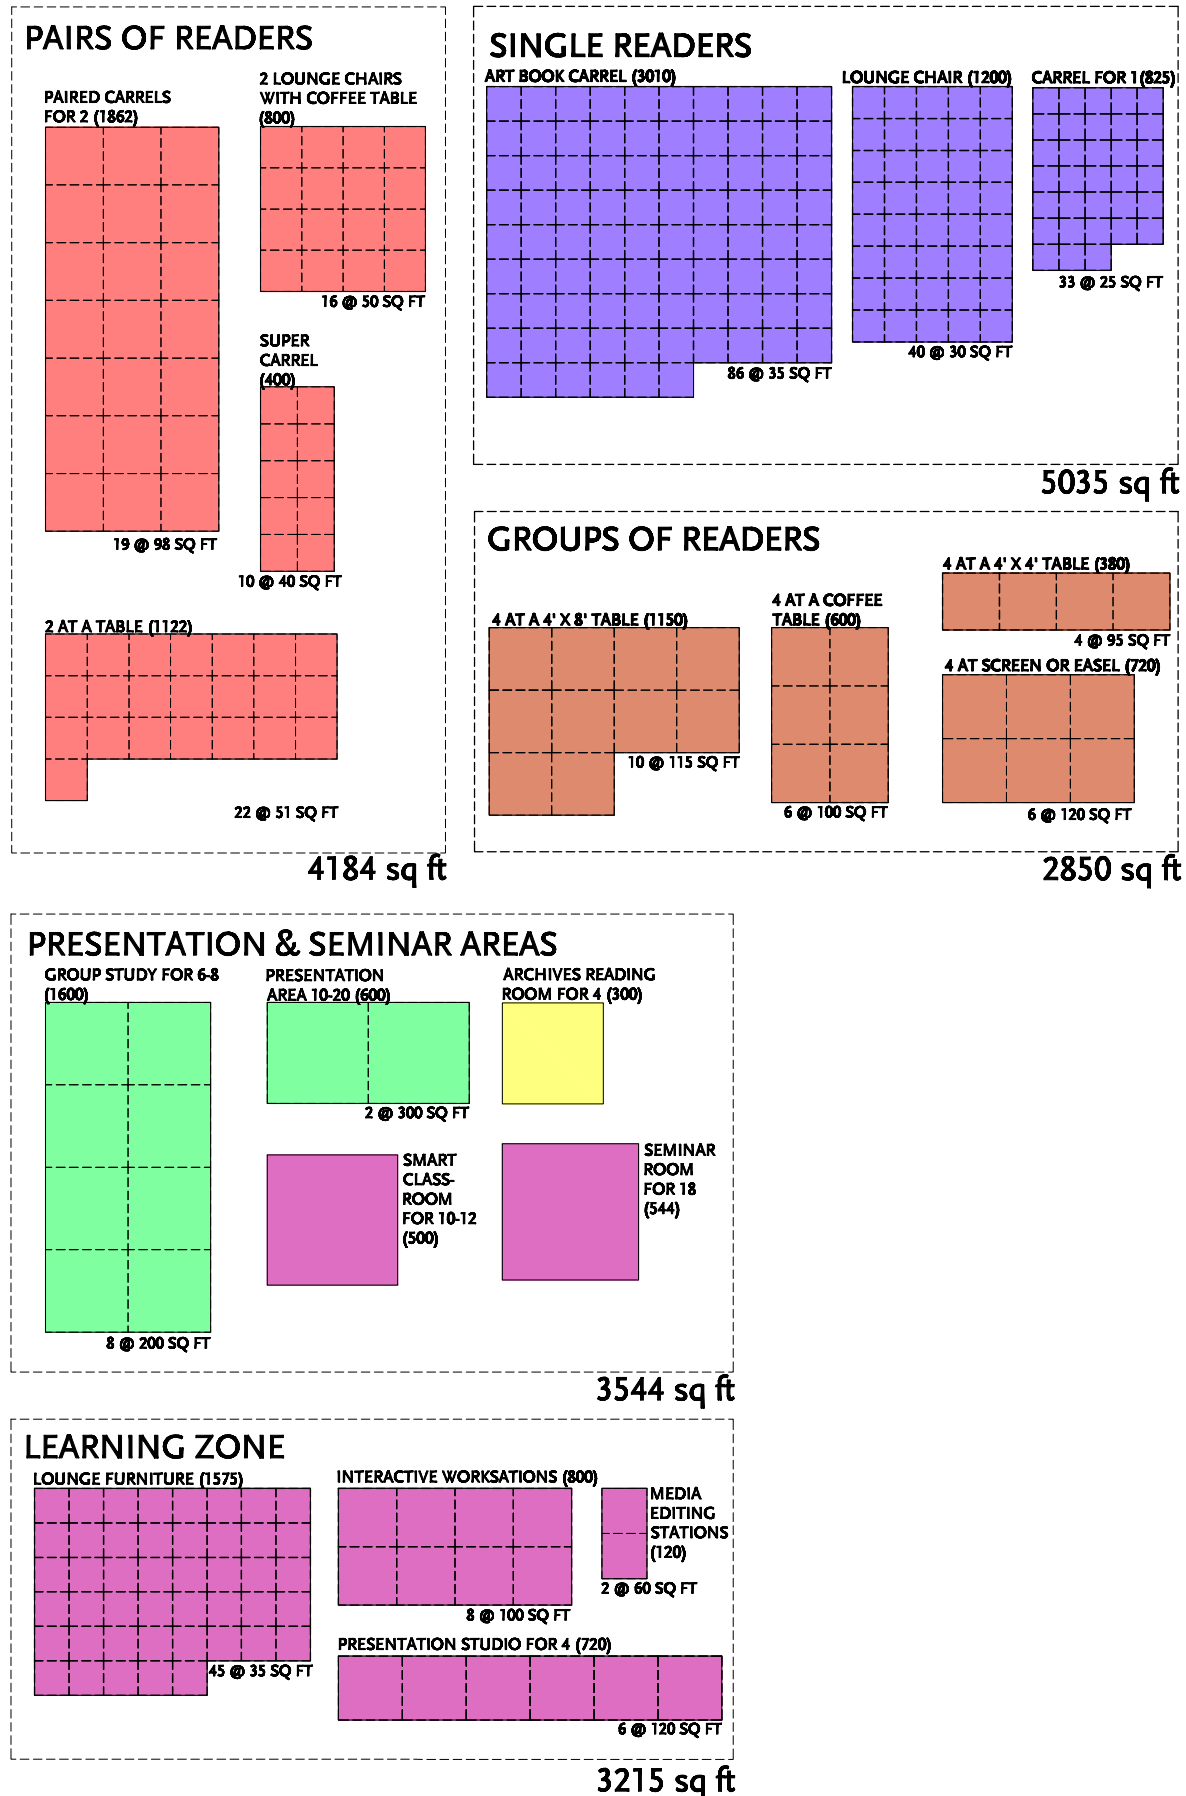 PAIRS OF READERS
PAIRED CARRELS
FOR 2 (1862)
19 @ 98 SQ FT
2 LOUNGE CHAIRS
WITH COFFEE TABLE
(800)
16 @ 50 SQ FT
SUPER
CARREL
(400)
10 @ 40 SQ FT
2 AT A TABLE (1122)
22 @ 51 SQ FT
4184 sq ft
SINGLE READERS
ART BOOK CARREL (3010)
86 @ 35 SQ FT
LOUNGE CHAIR (1200)
40 @ 30 SQ FT
CARREL FOR 1(825)
33 @ 25 SQ FT
5035 sq ft
GROUPS OF READERS
4 AT A 4' X 8' TABLE (1150)
10 @ 115 SQ FT
4 AT A COFFEE
TABLE (600)
6 @ 100 SQ FT
4 AT A 4' X 4' TABLE (380)
4 @ 95 SQ FT
4 AT SCREEN OR EASEL (720)
6 @ 120 SQ FT
2850 sq ft
PRESENTATION & SEMINAR AREAS
GROUP STUDY FOR 6-8
(1600)
8 @ 200 SQ FT
PRESENTATION
AREA 10-20 (600)
2 @ 300 SQ FT
ARCHIVES READING
ROOM FOR 4 (300)
SMART
CLASS-
ROOM
FOR 10-12
(500)
SEMINAR
ROOM
FOR 18
(544)
3544 sq ft
LEARNING ZONE
LOUNGE FURNITURE (1575)
45 @ 35 SQ FT
INTERACTIVE WORKSATIONS (800)
8 @ 100 SQ FT
MEDIA
EDITING
STATIONS
(120)
2 @ 60 SQ FT
PRESENTATION STUDIO FOR 4 (720)
6 @ 120 SQ FT
3215 sq ft